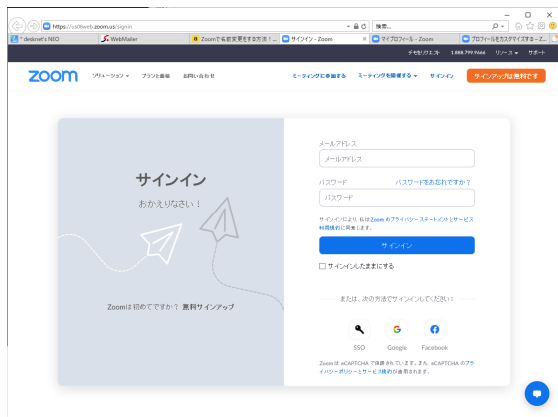 https://us06web.zoom.us/signin
検索...
desknet's NEO
WebMailer
Zoomで名前変更をする方法！...
サインイン - Zoom
マイプロフィール - Zoom
プロフィールをカスタマイズする – Z...
デモをリクエスト 1.888.799.9666 リソース サポート
zoom
ソリューション プランと価格 お問い合わせ
ミーティングに参加する ミーティングを開催する サインイン サインアップは無料です
サインイン
おかえりなさい！
Zoomは初めてですか？ 無料サインアップ
メールアドレス
メールアドレス
パスワード パスワードをお忘れですか？
パスワード
サインインにより、私はZoom のプライバシー ステートメントとサービス
利用規約に同意します。
サインイン
サインインしたままにする
または、次の方法でサインインしてください：
SSO Google Facebook
Zoom は eCAPTCHA で保護されています。また、eCAPTCHA のプラ
イバシーポリシーとサービス規約が適用されます。